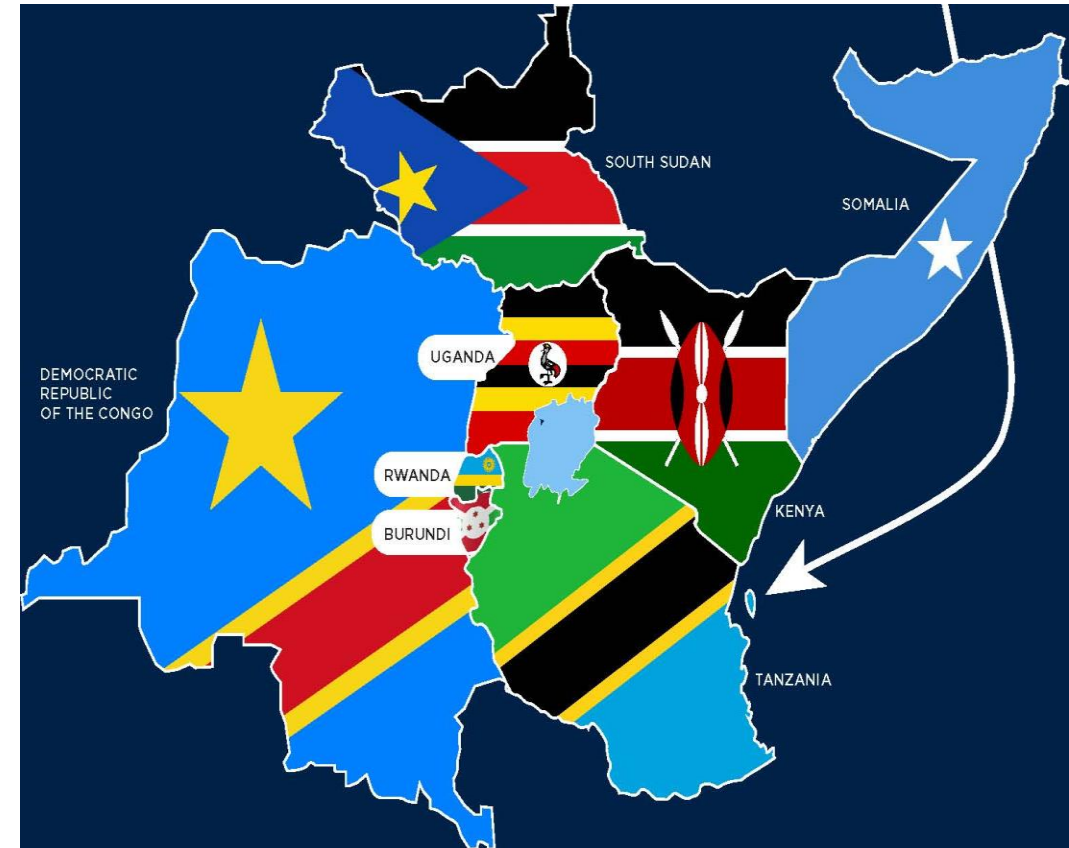 SOUTH SUDAN
SOMALIA
UGANDA
DEMOCRATIC
REPUBLIC
OF THE CONGO
RWANDA
KENYA
BURUNDI
TANZANIA